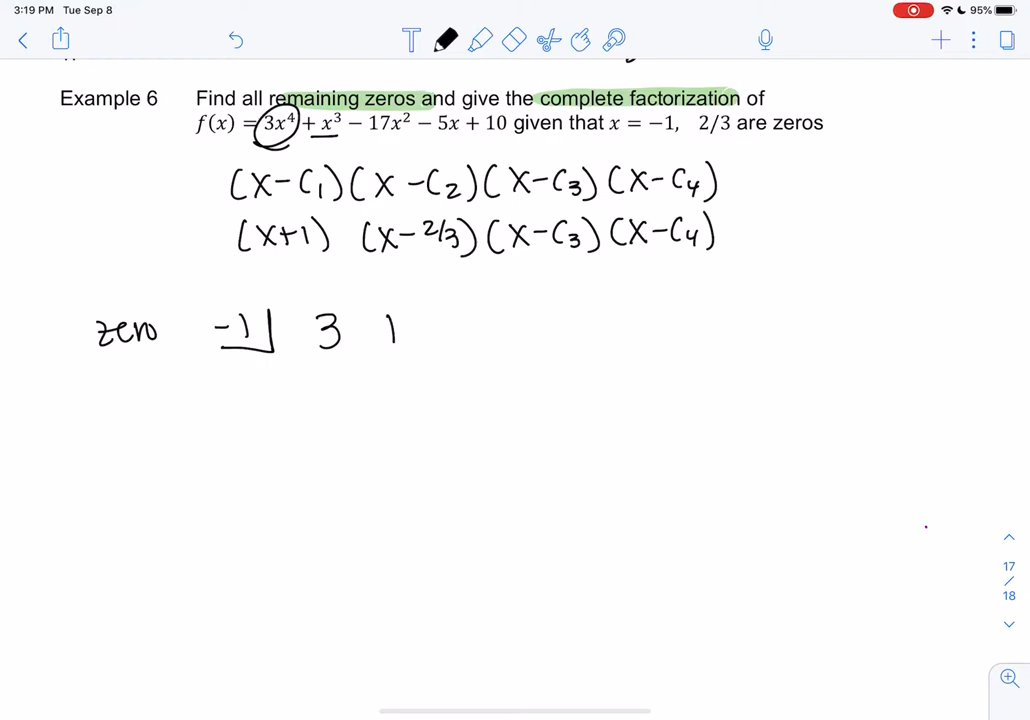 3:19 PM Tue Sep 8 95%
Example 6 Find all remaining zeros and give the complete factorization of
f(x) = 3x⁴ + x³ − 17x² − 5x + 10 given that x = −1, 2/3 are zeros
(x-c₁)(x-c₂)(x-c₃)(x-c₄)
(x+1) (x-2/3)(x-c₃)(x-c₄)
zero -1 3 1
17
/
18